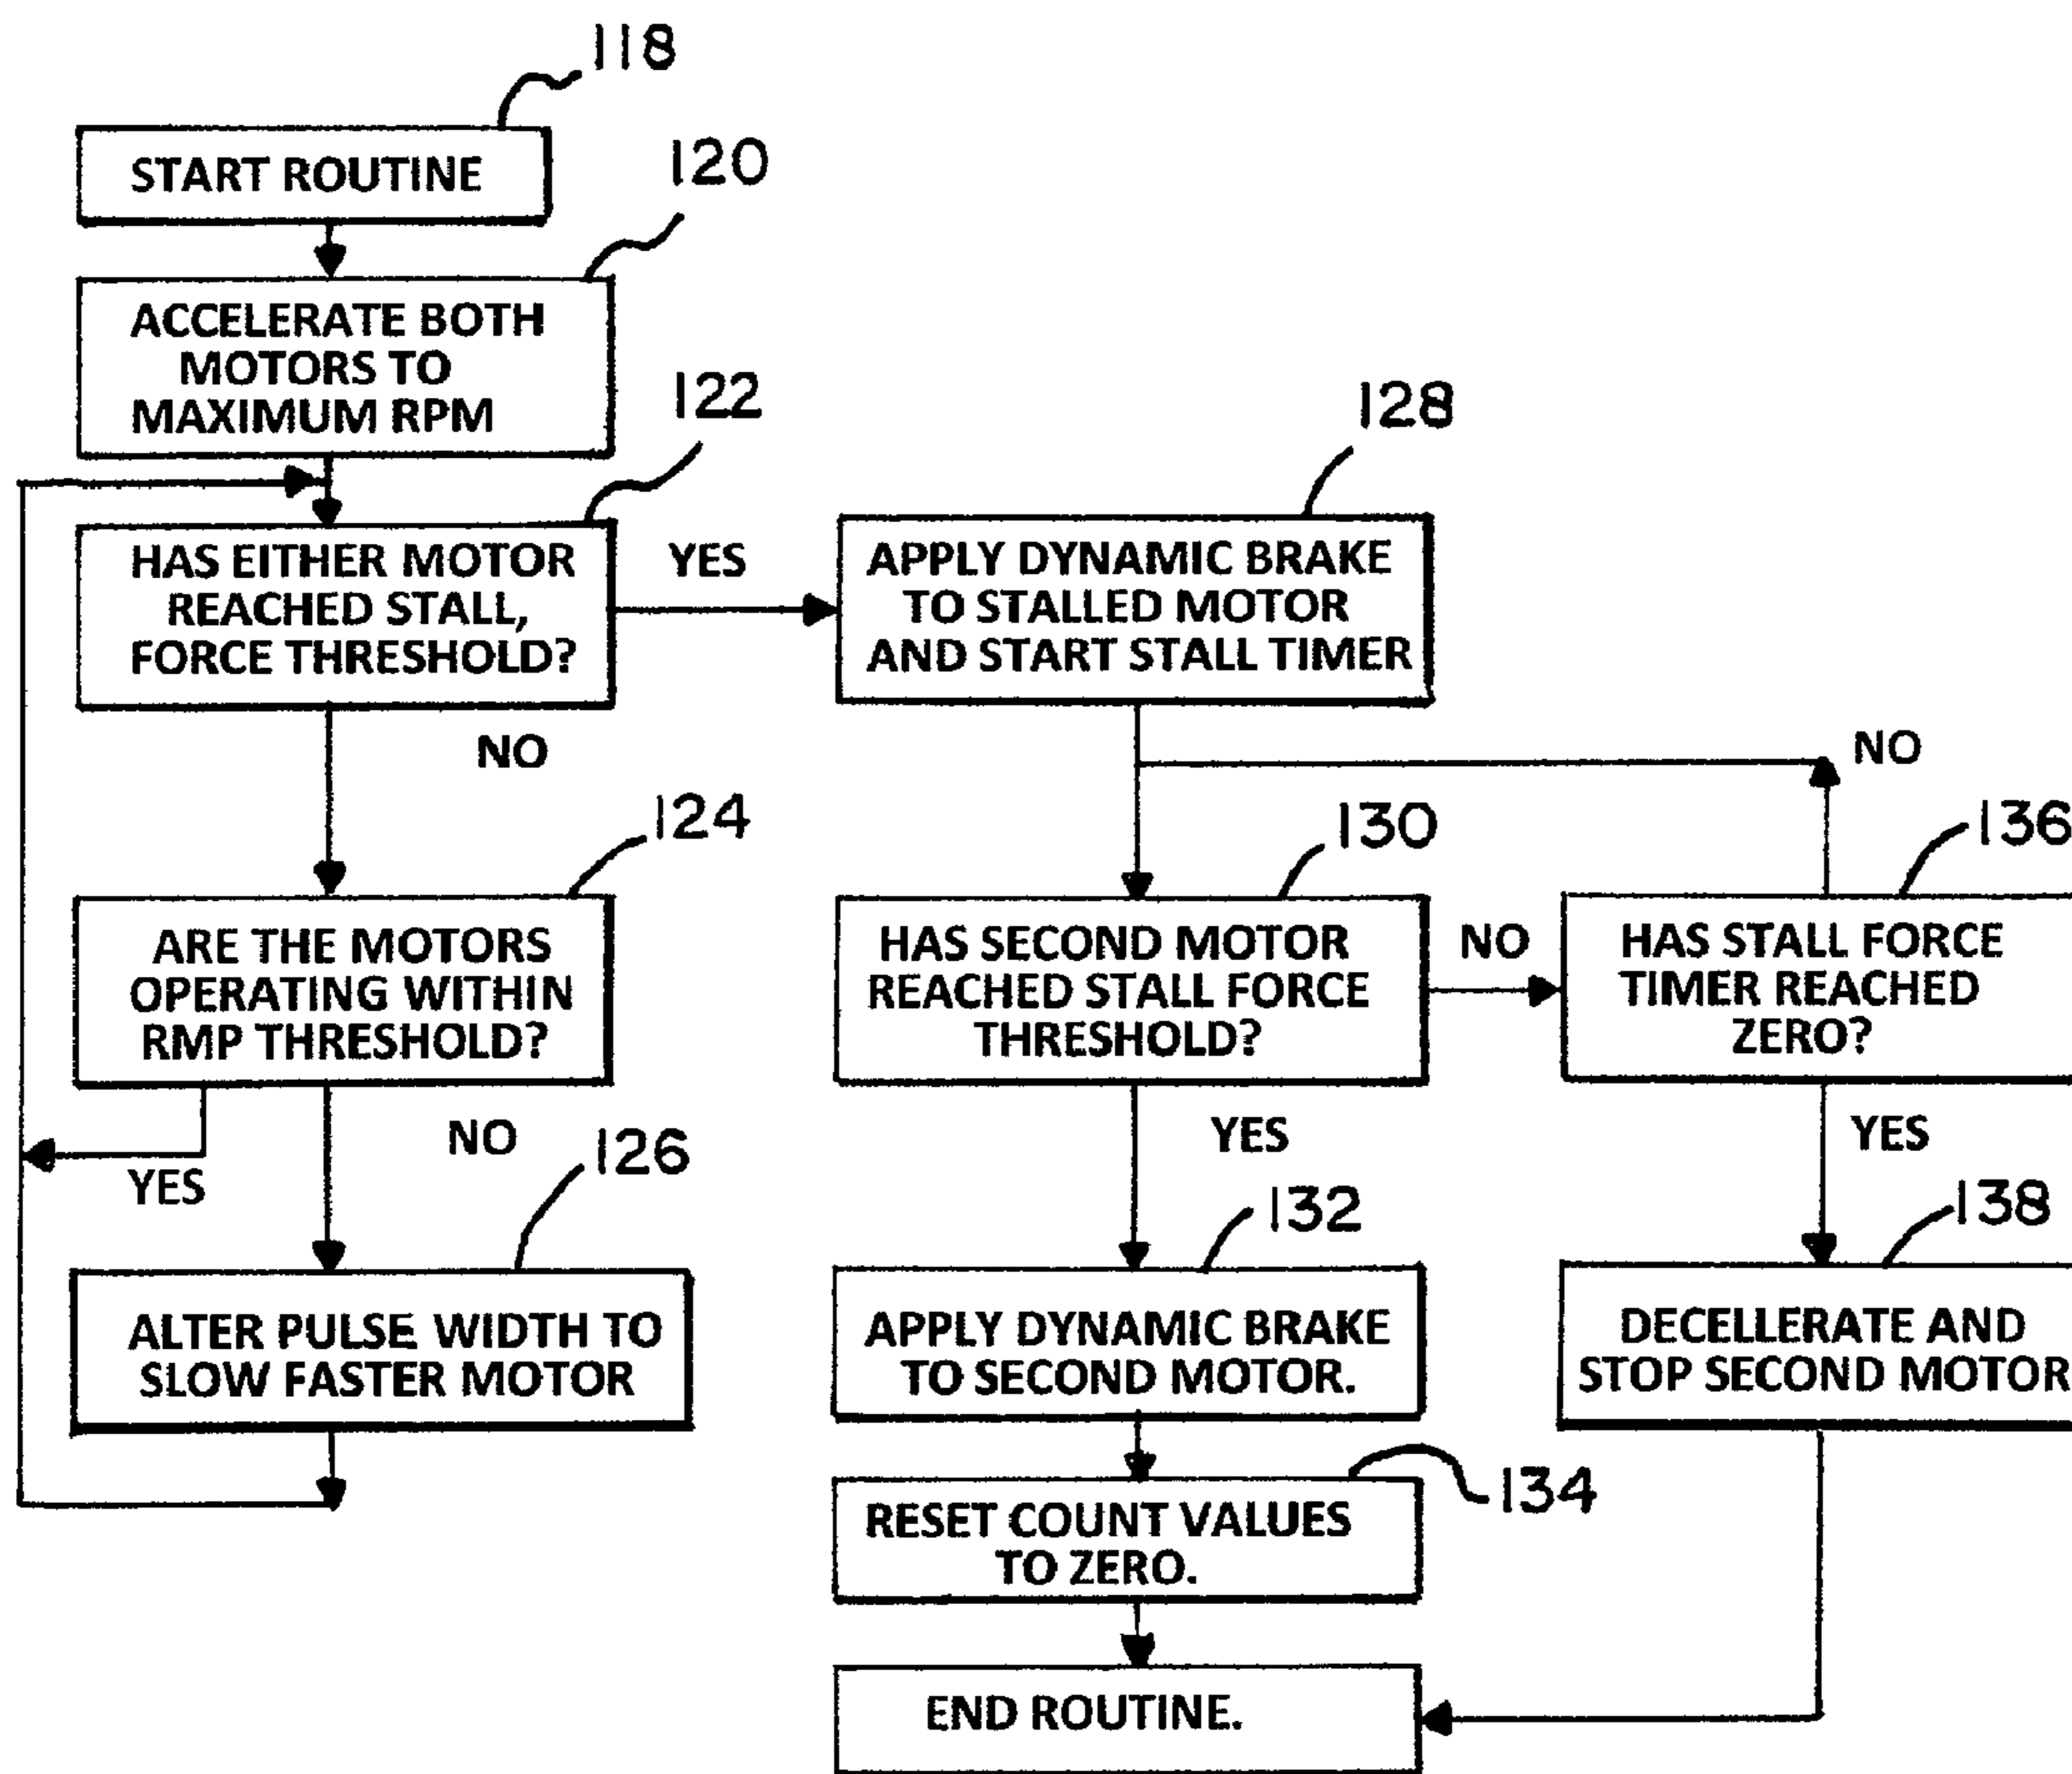 118
START ROUTINE
120
ACCELERATE BOTH
MOTORS TO
MAXIMUM RPM
122
HAS EITHER MOTOR
REACHED STALL,
FORCE THRESHOLD?
YES
NO
124
ARE THE MOTORS
OPERATING WITHIN
RMP THRESHOLD?
YES
NO
126
ALTER PULSE WIDTH TO
SLOW FASTER MOTOR
128
APPLY DYNAMIC BRAKE
TO STALLED MOTOR
AND START STALL TIMER
130
HAS SECOND MOTOR
REACHED STALL FORCE
THRESHOLD?
NO
YES
132
APPLY DYNAMIC BRAKE
TO SECOND MOTOR.
134
RESET COUNT VALUES
TO ZERO.
END ROUTINE.
NO
136
HAS STALL FORCE
TIMER REACHED
ZERO?
YES
138
DECELLERATE AND
STOP SECOND MOTOR